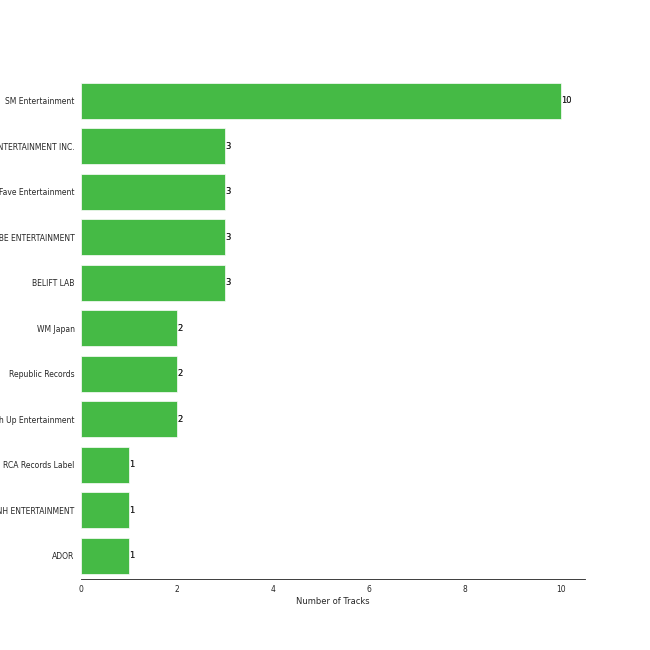 SM Entertainment 10
NTERTAINMENT INC. 3
Fave Entertainment 3
BE ENTERTAINMENT 3
BELIFT LAB 3
WM Japan 2
Republic Records 2
h Up Entertainment 2
RCA Records Label 1
NH ENTERTAINMENT 1
ADOR 1
0 2 4 6 8 10
Number of Tracks